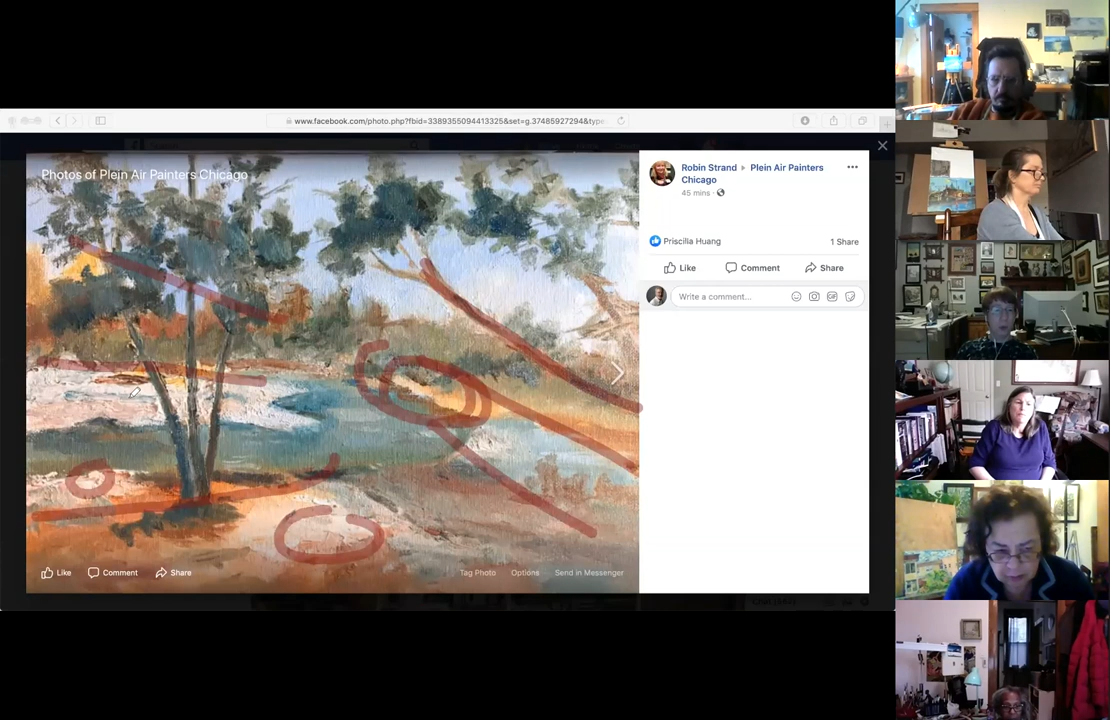 www.facebook.com/photo.php?fbid=3389355094413325&set=g.37485927294&type
Photos of Plein Air Painters Chicago
Robin Strand ▸ Plein Air Painters
Chicago
45 mins
Priscilla Huang 1 Share
Like Comment Share
Write a comment...
GIF
Like Comment Share Tag Photo Options Send in Messenger